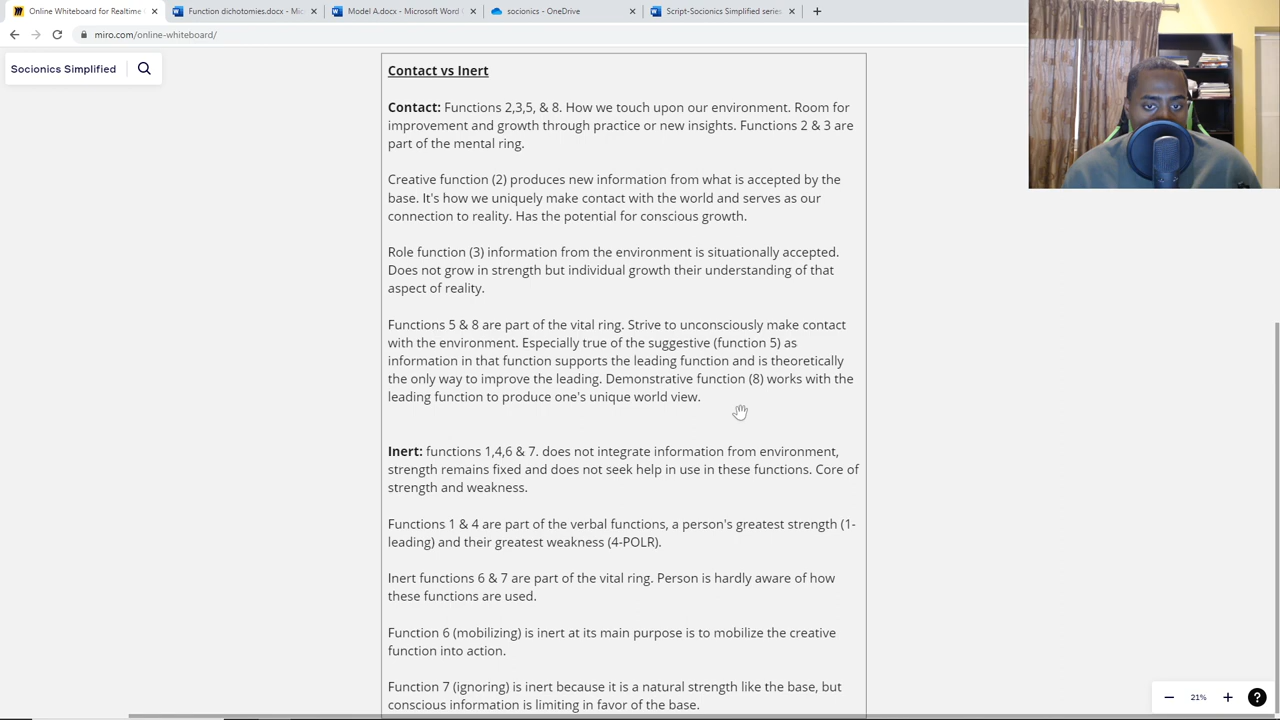 Online Whiteboard for Realtime
Function dichotomies.docx - Mic
Model A.docx - Microsoft Word
socionics - OneDrive
Script-Socionics Simplified serie
miro.com/online-whiteboard/
Socionics Simplified
Contact vs Inert
Contact: Functions 2,3,5, & 8. How we touch upon our environment. Room for
improvement and growth through practice or new insights. Functions 2 & 3 are
part of the mental ring.
Creative function (2) produces new information from what is accepted by the
base. It's how we uniquely make contact with the world and serves as our
connection to reality. Has the potential for conscious growth.
Role function (3) information from the environment is situationally accepted.
Does not grow in strength but individual growth their understanding of that
aspect of reality.
Functions 5 & 8 are part of the vital ring. Strive to unconsciously make contact
with the environment. Especially true of the suggestive (function 5) as
information in that function supports the leading function and is theoretically
the only way to improve the leading. Demonstrative function (8) works with the
leading function to produce one's unique world view.
Inert: functions 1,4,6 & 7. does not integrate information from environment,
strength remains fixed and does not seek help in use in these functions. Core of
strength and weakness.
Functions 1 & 4 are part of the verbal functions, a person's greatest strength (1-
leading) and their greatest weakness (4-POLR).
Inert functions 6 & 7 are part of the vital ring. Person is hardly aware of how
these functions are used.
Function 6 (mobilizing) is inert at its main purpose is to mobilize the creative
function into action.
Function 7 (ignoring) is inert because it is a natural strength like the base, but
conscious information is limiting in favor of the base.
21%